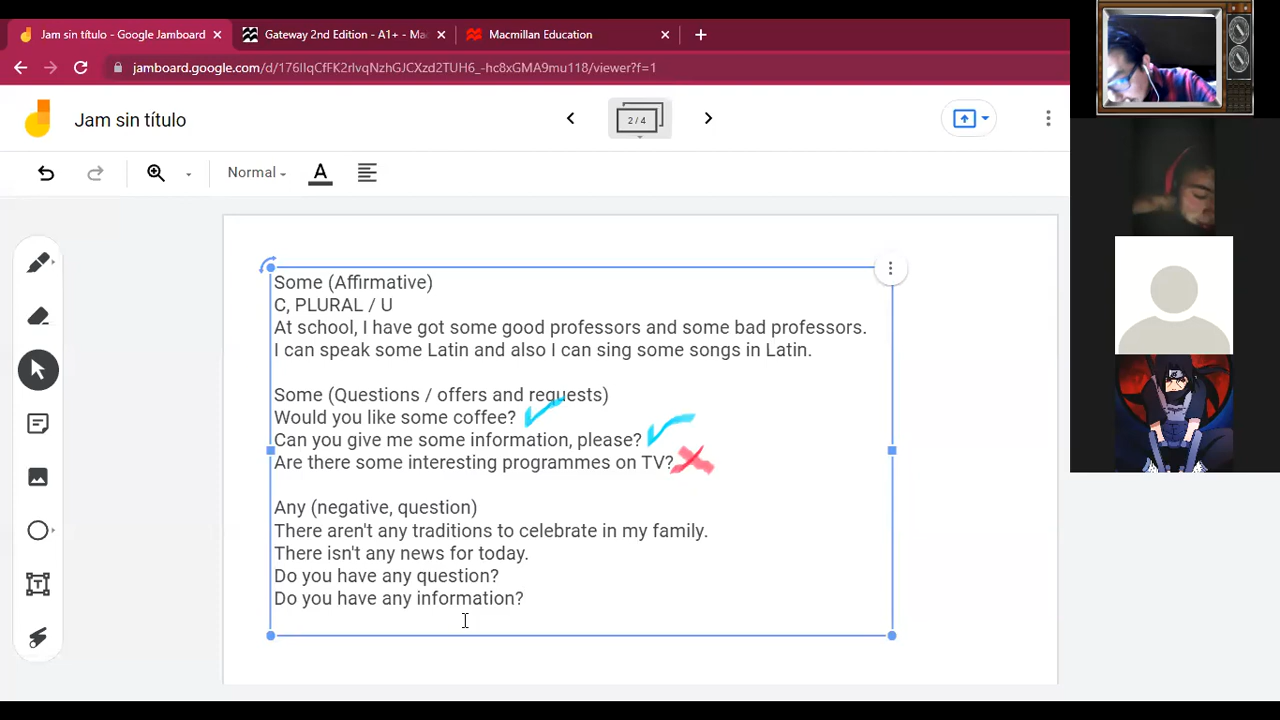 Jam sin título - Google Jamboard
Gateway 2nd Edition - A1+ - Ma
Macmillan Education
jamboard.google.com/d/176IIqCfFK2rIvqNzhGJCXzd2TUH6_-hc8xGMA9mu118/viewer?f=1
Jam sin título
2 / 4
Normal
Some (Affirmative)
C, PLURAL / U
At school, I have got some good professors and some bad professors.
I can speak some Latin and also I can sing some songs in Latin.
Some (Questions / offers and requests)
Would you like some coffee?
Can you give me some information, please?
Are there some interesting programmes on TV?
Any (negative, question)
There aren't any traditions to celebrate in my family.
There isn't any news for today.
Do you have any question?
Do you have any information?